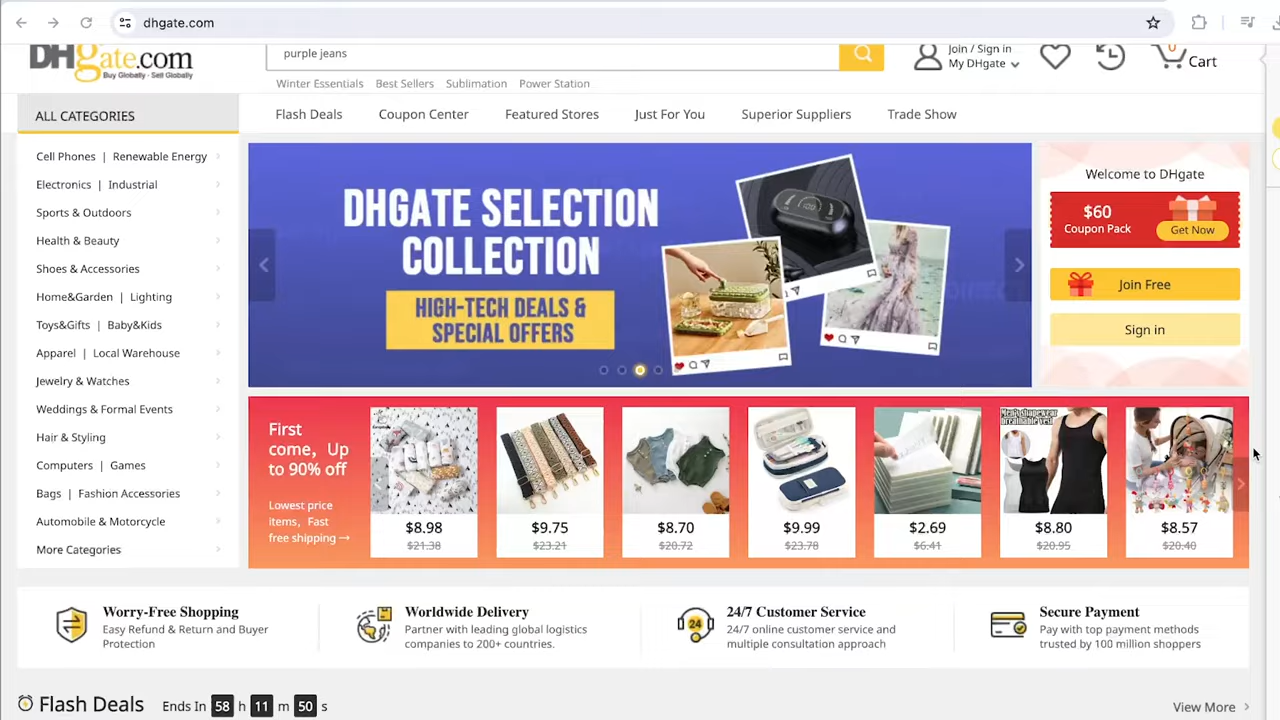 dhgate.com
DHgate.com
Buy Globally · Sell Globally
purple jeans
Join / Sign in
My DHgate
0
Cart
Winter Essentials Best Sellers Sublimation Power Station
ALL CATEGORIES
Flash Deals Coupon Center Featured Stores Just For You Superior Suppliers Trade Show
Cell Phones | Renewable Energy
Electronics | Industrial
Sports & Outdoors
Health & Beauty
Shoes & Accessories
Home&Garden | Lighting
Toys&Gifts | Baby&Kids
Apparel | Local Warehouse
Jewelry & Watches
Weddings & Formal Events
Hair & Styling
Computers | Games
Bags | Fashion Accessories
Automobile & Motorcycle
More Categories
DHGATE SELECTION
COLLECTION
HIGH-TECH DEALS &
SPECIAL OFFERS
Welcome to DHgate
$60
Coupon Pack
Get Now
Join Free
Sign in
First
come, Up
to 90% off
Lowest price
items, Fast
free shipping →
Men's shapewear
breathable vest
$8.98 $9.75 $8.70 $9.99 $2.69 $8.80 $8.57
$21.38 $23.21 $20.72 $23.78 $6.41 $20.95 $20.40
Worry-Free Shopping
Easy Refund & Return and Buyer
Protection
Worldwide Delivery
Partner with leading global logistics
companies to 200+ countries.
24
24/7 Customer Service
24/7 online customer service and
multiple consultation approach
Secure Payment
Pay with top payment methods
trusted by 100 million shoppers
Flash Deals Ends In 58 h 11 m 50 s
View More